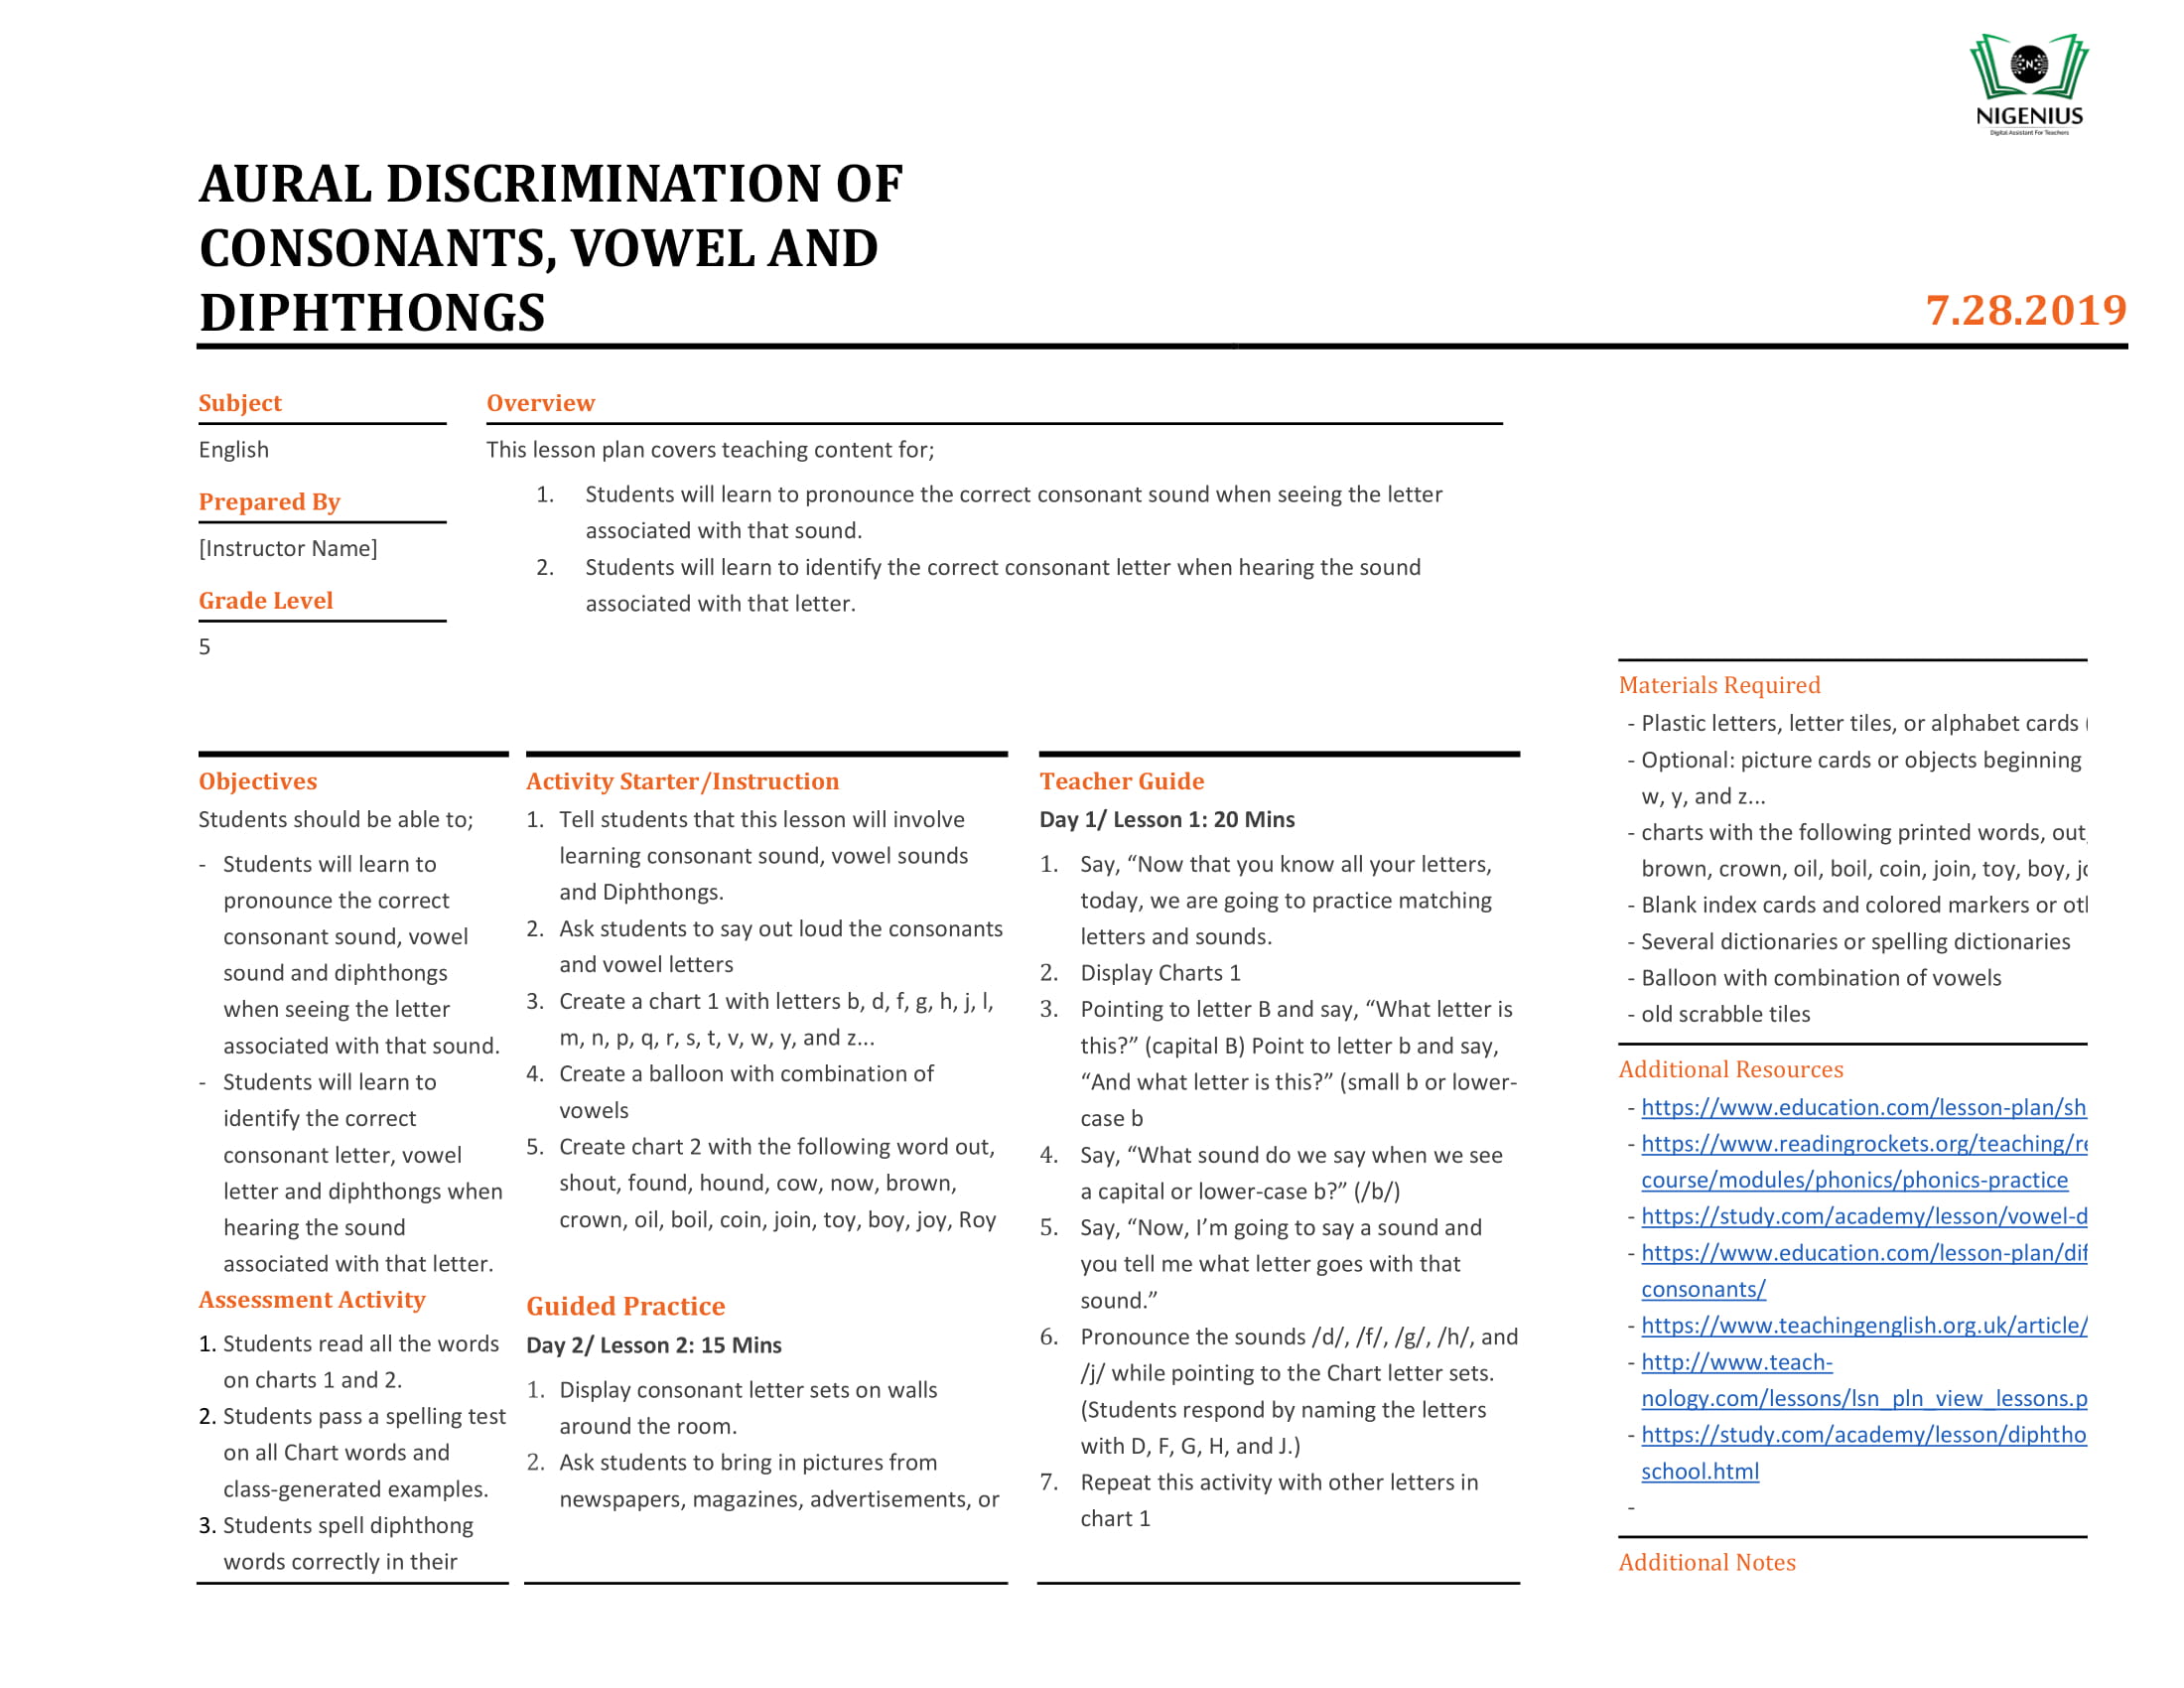 NIGENIUS
Digital Assistant For Teachers
AURAL DISCRIMINATION OF
CONSONANTS, VOWEL AND
DIPHTHONGS
7.28.2019
Subject
English
Prepared By
[Instructor Name]
Grade Level
5
Overview
This lesson plan covers teaching content for;
1. Students will learn to pronounce the correct consonant sound when seeing the letter
associated with that sound.
2. Students will learn to identify the correct consonant letter when hearing the sound
associated with that letter.
Objectives
Students should be able to;
- Students will learn to
pronounce the correct
consonant sound, vowel
sound and diphthongs
when seeing the letter
associated with that sound.
- Students will learn to
identify the correct
consonant letter, vowel
letter and diphthongs when
hearing the sound
associated with that letter.
Assessment Activity
1. Students read all the words
on charts 1 and 2.
2. Students pass a spelling test
on all Chart words and
class-generated examples.
3. Students spell diphthong
words correctly in their
Activity Starter/Instruction
1. Tell students that this lesson will involve
learning consonant sound, vowel sounds
and Diphthongs.
2. Ask students to say out loud the consonants
and vowel letters
3. Create a chart 1 with letters b, d, f, g, h, j, l,
m, n, p, q, r, s, t, v, w, y, and z...
4. Create a balloon with combination of
vowels
5. Create chart 2 with the following word out,
shout, found, hound, cow, now, brown,
crown, oil, boil, coin, join, toy, boy, joy, Roy
Guided Practice
Day 2/ Lesson 2: 15 Mins
1. Display consonant letter sets on walls
around the room.
2. Ask students to bring in pictures from
newspapers, magazines, advertisements, or
Teacher Guide
Day 1/ Lesson 1: 20 Mins
1. Say, “Now that you know all your letters,
today, we are going to practice matching
letters and sounds.
2. Display Charts 1
3. Pointing to letter B and say, “What letter is
this?” (capital B) Point to letter b and say,
“And what letter is this?” (small b or lower-
case b
4. Say, “What sound do we say when we see
a capital or lower-case b?” (/b/)
5. Say, “Now, I’m going to say a sound and
you tell me what letter goes with that
sound.”
6. Pronounce the sounds /d/, /f/, /g/, /h/, and
/j/ while pointing to the Chart letter sets.
(Students respond by naming the letters
with D, F, G, H, and J.)
7. Repeat this activity with other letters in
chart 1
Materials Required
- Plastic letters, letter tiles, or alphabet cards
- Optional: picture cards or objects beginning
w, y, and z...
- charts with the following printed words, out,
brown, crown, oil, boil, coin, join, toy, boy,
- Blank index cards and colored markers or
- Several dictionaries or spelling dictionaries
- Balloon with combination of vowels
- old scrabble tiles
Additional Resources
- https://www.education.com/lesson-plan/sh
- https://www.readingrockets.org/teaching/re
course/modules/phonics/phonics-practice
- https://study.com/academy/lesson/vowel-d
- https://www.education.com/lesson-plan/dif
consonants/
- https://www.teachingenglish.org.uk/article/
- http://www.teach-
nology.com/lessons/lsn_pln_view_lessons.p
- https://study.com/academy/lesson/diphtho
school.html
-
Additional Notes